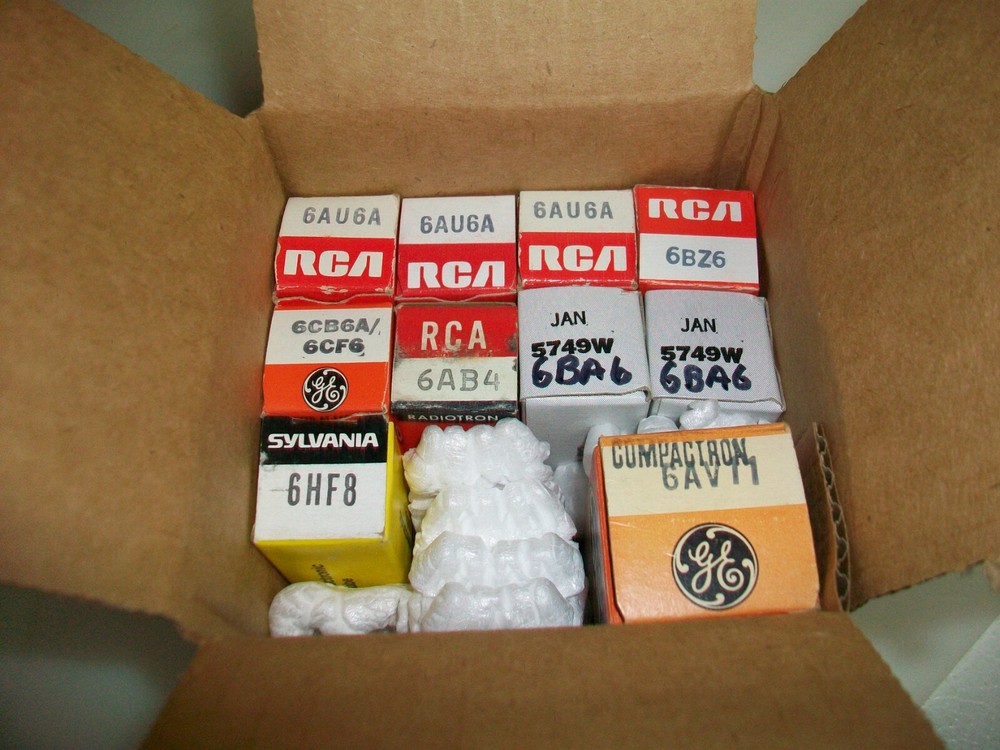 6AU6A
RCA
6AU6A
RCA
6AU6A
RCA
RCA
6BZ6
6CB6A/
6CF6
GE
RCA
6AB4
RADIOTRON
JAN
5749W
6BA6
JAN
5749W
6BA6
SYLVANIA
6HF8
COMPACTRON
6AV11
GE